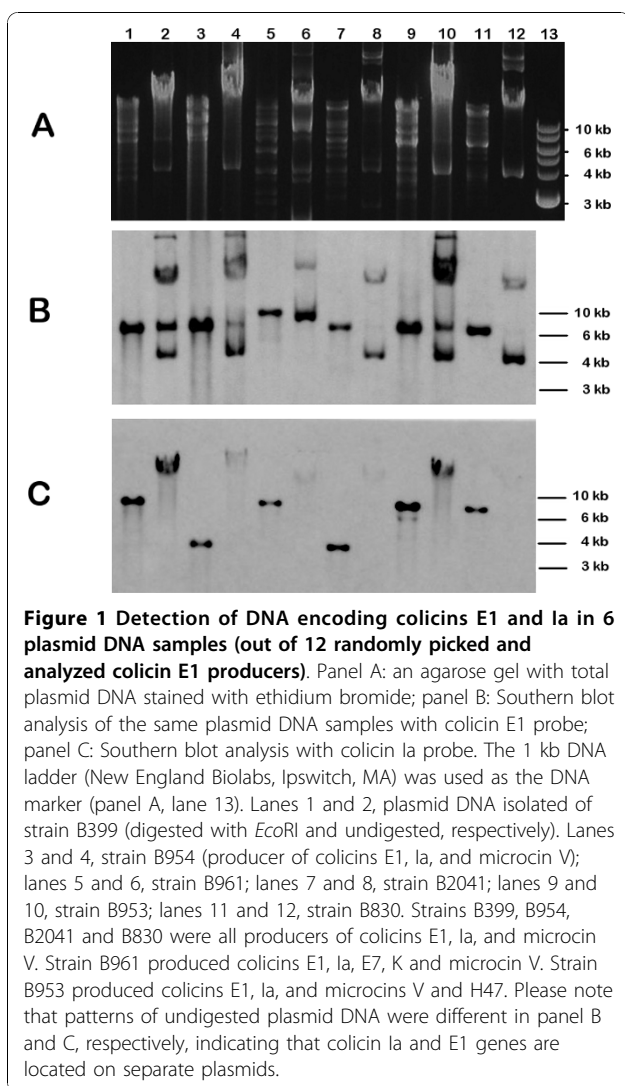 1 2 3 4 5 6 7 8 9 10 11 12 13
A
10 kb
6 kb
4 kb
3 kb
B
10 kb
6 kb
4 kb
3 kb
C
10 kb
6 kb
4 kb
3 kb
Figure 1 Detection of DNA encoding colicins E1 and Ia in 6
plasmid DNA samples (out of 12 randomly picked and
analyzed colicin E1 producers). Panel A: an agarose gel with total
plasmid DNA stained with ethidium bromide; panel B: Southern blot
analysis of the same plasmid DNA samples with colicin E1 probe;
panel C: Southern blot analysis with colicin Ia probe. The 1 kb DNA
ladder (New England Biolabs, Ipswitch, MA) was used as the DNA
marker (panel A, lane 13). Lanes 1 and 2, plasmid DNA isolated of
strain B399 (digested with EcoRI and undigested, respectively). Lanes
3 and 4, strain B954 (producer of colicins E1, Ia, and microcin V);
lanes 5 and 6, strain B961; lanes 7 and 8, strain B2041; lanes 9 and
10, strain B953; lanes 11 and 12, strain B830. Strains B399, B954,
B2041 and B830 were all producers of colicins E1, Ia, and microcin
V. Strain B961 produced colicins E1, Ia, E7, K and microcin V. Strain
B953 produced colicins E1, Ia, and microcins V and H47. Please note
that patterns of undigested plasmid DNA were different in panel B
and C, respectively, indicating that colicin Ia and E1 genes are
located on separate plasmids.